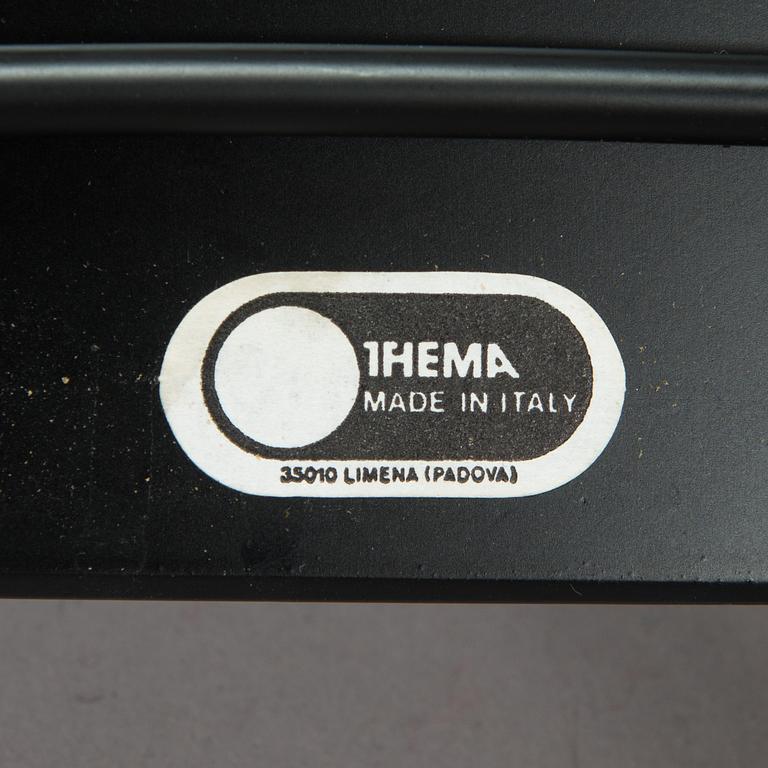 THEMA
MADE IN ITALY
35010 LIMENA (PADOVA)